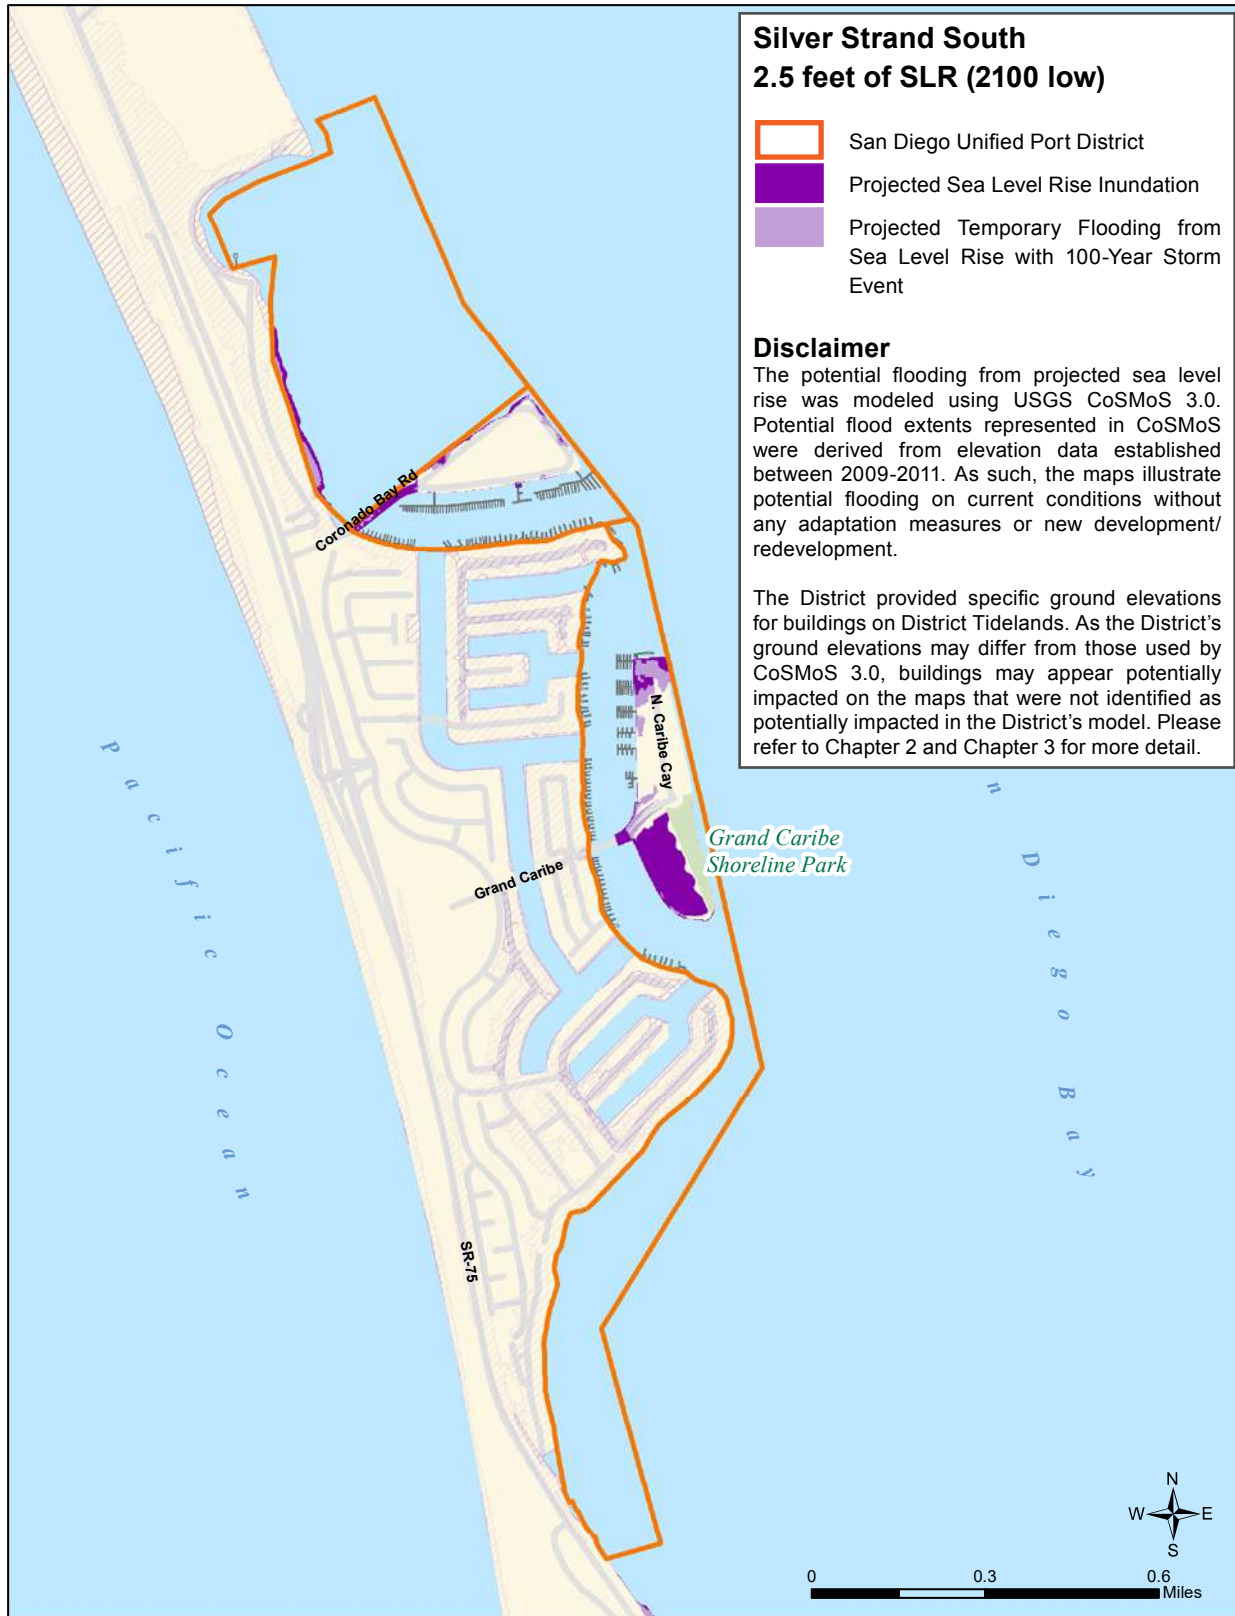 Silver Strand South
2.5 feet of SLR (2100 low)
San Diego Unified Port District
Projected Sea Level Rise Inundation
Projected Temporary Flooding from
Sea Level Rise with 100-Year Storm
Event
Disclaimer
The potential flooding from projected sea level
rise was modeled using USGS CoSMoS 3.0.
Potential flood extents represented in CoSMoS
were derived from elevation data established
between 2009-2011. As such, the maps illustrate
potential flooding on current conditions without
any adaptation measures or new development/
redevelopment.
The District provided specific ground elevations
for buildings on District Tidelands. As the District's
ground elevations may differ from those used by
CoSMoS 3.0, buildings may appear potentially
impacted on the maps that were not identified as
potentially impacted in the District's model. Please
refer to Chapter 2 and Chapter 3 for more detail.
Coronado Bay Rd
N. Caribe Cay
Grand Caribe
Shoreline Park
Grand Caribe
SR-75
Pacific Ocean
n Diego Bay
N
W E
S
0 0.3 0.6
Miles